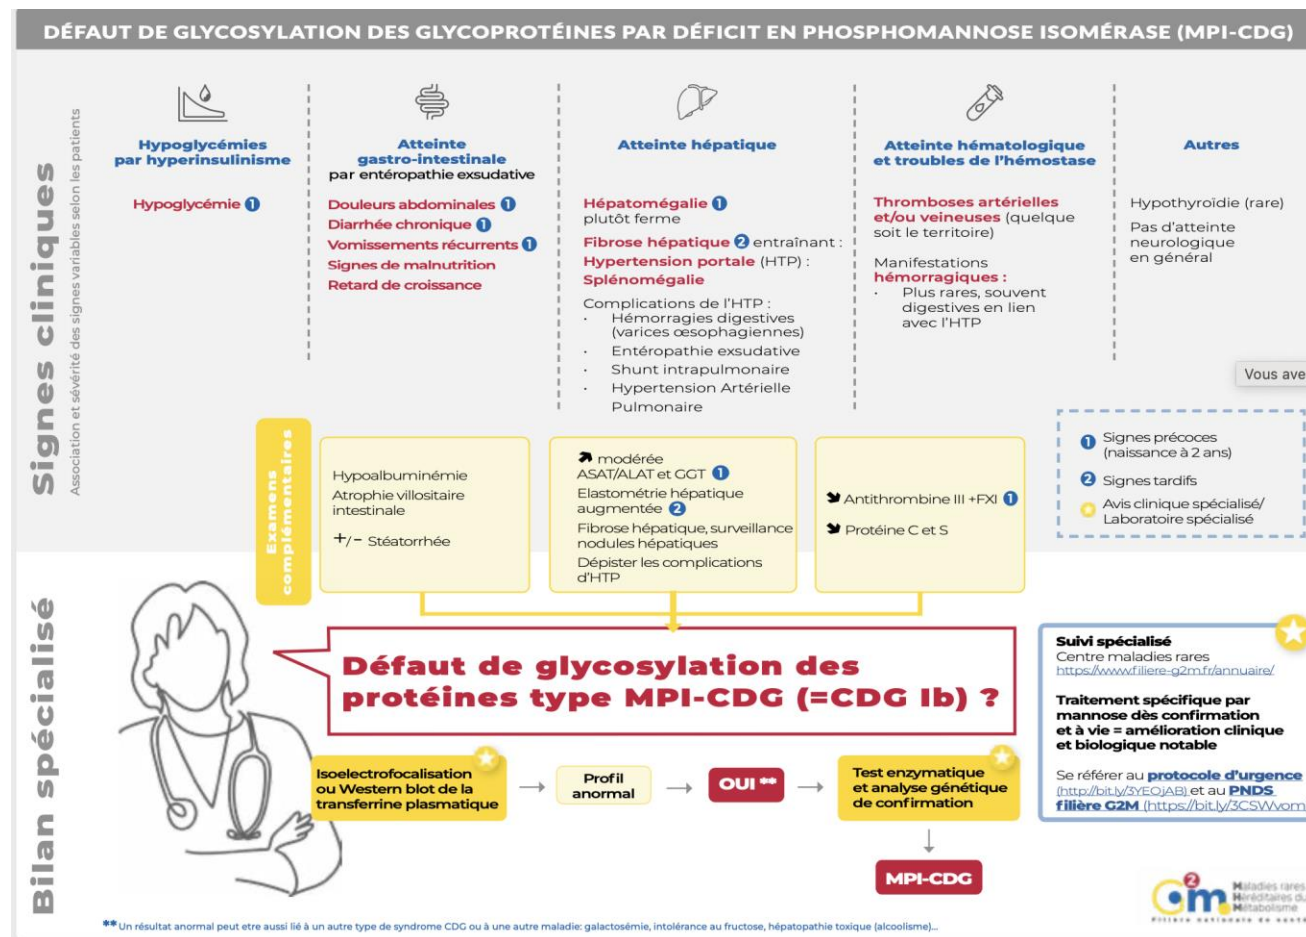 DÉFAUT DE GLYCOSYLATION DES GLYCOPROTÉINES PAR DÉFICIT EN PHOSPHOMANNOSE ISOMÉRASE (MPI-CDG)
Signes cliniques
Association et sévérité des signes variables selon les patients
Hypoglycémies
par hyperinsulinisme
Hypoglycémie 1
Atteinte
gastro-intestinale
par entéropathie exsudative
Douleurs abdominales 1
Diarrhée chronique 1
Vomissements récurrents 1
Signes de malnutrition
Retard de croissance
Atteinte hépatique
Hépatomégalie 1
plutôt ferme
Fibrose hépatique 2 entraînant :
Hypertension portale (HTP) :
Splénomégalie
Complications de l'HTP :
· Hémorragies digestives
(varices œsophagiennes)
· Entéropathie exsudative
· Shunt intrapulmonaire
· Hypertension Artérielle
Pulmonaire
Atteinte hématologique
et troubles de l'hémostase
Thromboses artérielles
et/ou veineuses (quelque
soit le territoire)
Manifestations
hémorragiques :
· Plus rares, souvent
digestives en lien
avec l'HTP
Autres
Hypothyroïdie (rare)
Pas d'atteinte
neurologique
en général
Vous ave
Examens
complémentaires
Hypoalbuminémie
Atrophie villositaire
intestinale
+/- Stéatorrhée
↗ modérée
ASAT/ALAT et GGT 1
Elastométrie hépatique
augmentée 2
Fibrose hépatique, surveillance
nodules hépatiques
Dépister les complications
d'HTP
↘ Antithrombine III +FXI 1
↘ Protéine C et S
1 Signes précoces
(naissance à 2 ans)
2 Signes tardifs
Avis clinique spécialisé/
Laboratoire spécialisé
Bilan spécialisé
Défaut de glycosylation des
protéines type MPI-CDG (=CDG Ib) ?
Isoelectrofocalisation
ou Western blot de la
transferrine plasmatique
→
Profil
anormal
→
OUI **
→
Test enzymatique
et analyse génétique
de confirmation
MPI-CDG
Suivi spécialisé
Centre maladies rares
https://www.filiere-g2m.fr/annuaire/
Traitement spécifique par
mannose dès confirmation
et à vie = amélioration clinique
et biologique notable
Se référer au protocole d'urgence
(http://bit.ly/3YEOjAB) et au PNDS
filière G2M (https://bit.ly/3CSWvom
G2m
Maladies rares
Héréditaires du
Métabolisme
Filière nationale de santé
** Un résultat anormal peut etre aussi lié à un autre type de syndrome CDG ou à une autre maladie: galactosémie, intolérance au fructose, hépatopathie toxique (alcoolisme)...